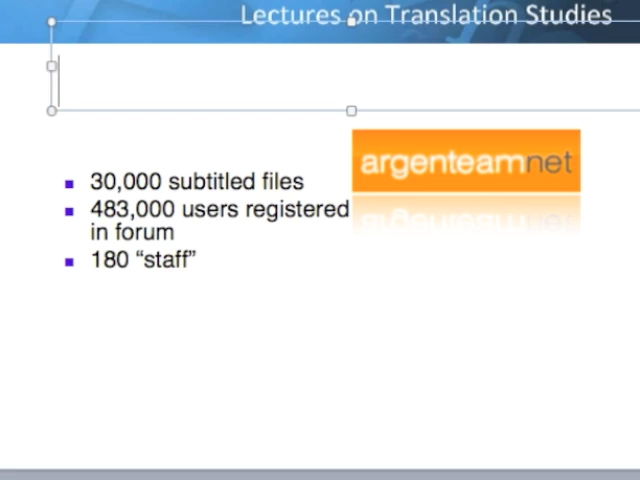 Lectures on Translation Studies
argenteamnet
30,000 subtitled files
483,000 users registered
in forum
180 “staff”